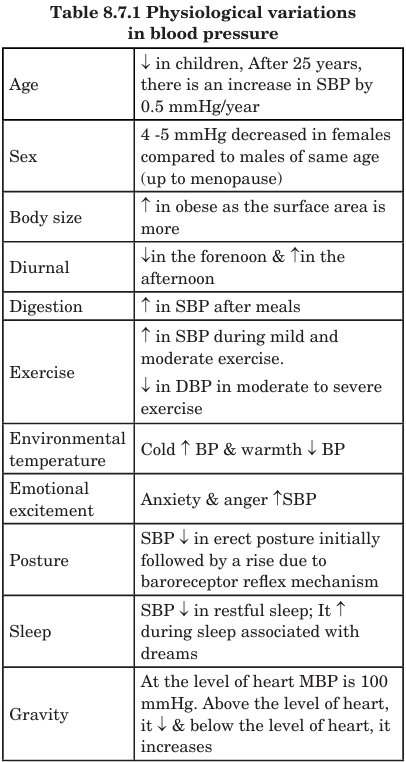 Table 8.7.1 Physiological variations
in blood pressure
Age
↓ in children, After 25 years,
there is an increase in SBP by
0.5 mmHg/year
Sex
4 -5 mmHg decreased in females
compared to males of same age
(up to menopause)
Body size
↑ in obese as the surface area is
more
Diurnal
↓in the forenoon & ↑in the
afternoon
Digestion
↑ in SBP after meals
Exercise
↑ in SBP during mild and
moderate exercise.
↓ in DBP in moderate to severe
exercise
Environmental
temperature
Cold ↑ BP & warmth ↓ BP
Emotional
excitement
Anxiety & anger ↑SBP
Posture
SBP ↓ in erect posture initially
followed by a rise due to
baroreceptor reflex mechanism
Sleep
SBP ↓ in restful sleep; It ↑
during sleep associated with
dreams
Gravity
At the level of heart MBP is 100
mmHg. Above the level of heart,
it ↓ & below the level of heart, it
increases